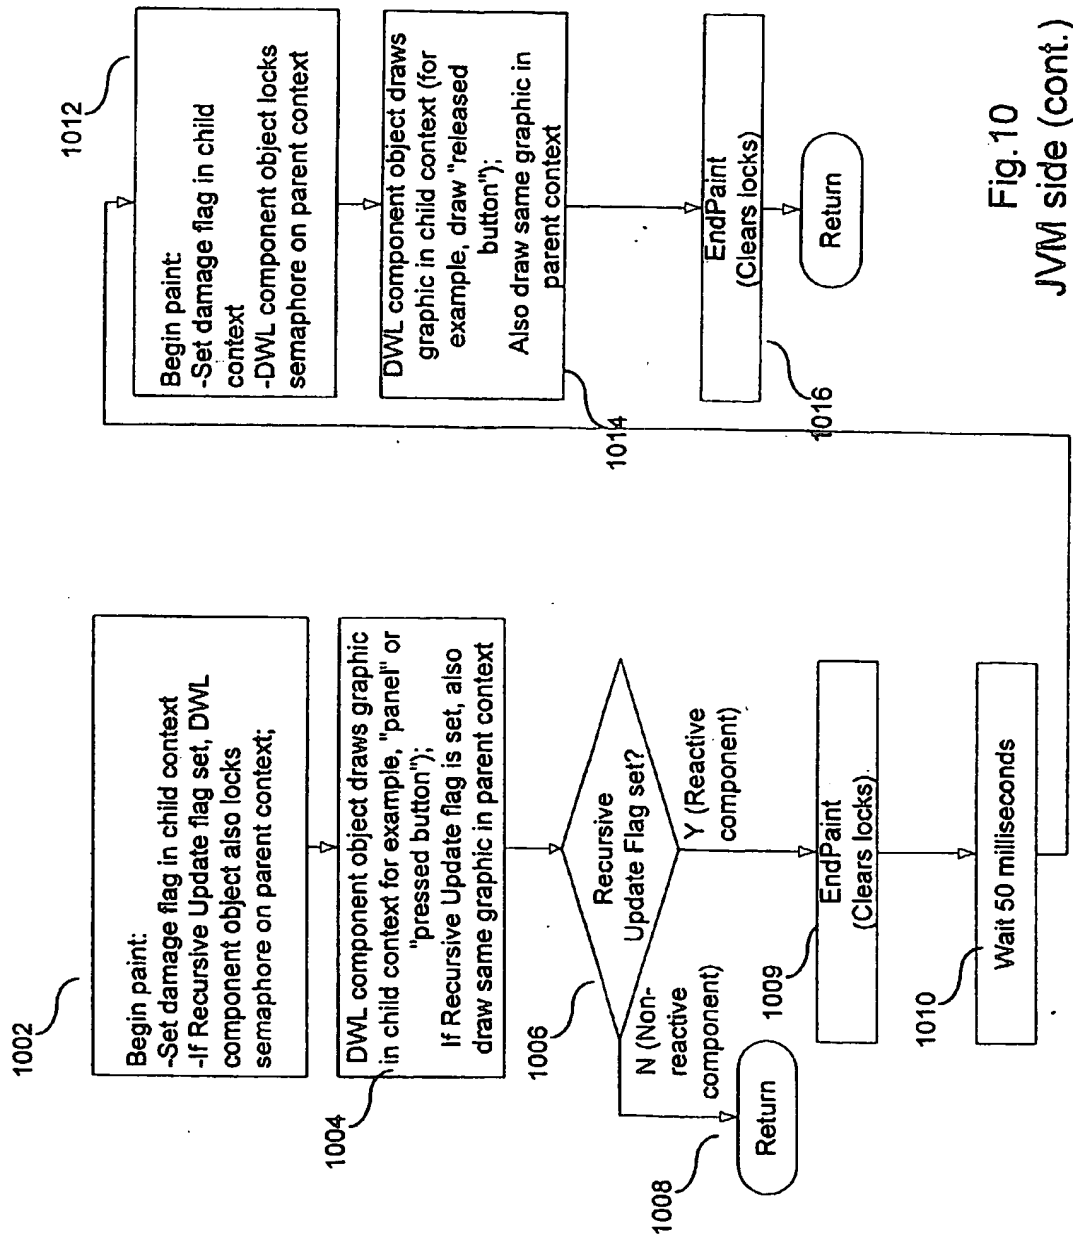 1002
Begin paint:
-Set damage flag in child context
-If Recursive Update flag set, DWL
component object also locks
semaphore on parent context;
1004
DWL component object draws graphic
in child context for example, "panel" or
"pressed button");
If Recursive Update flag is set, also
draw same graphic in parent context
1006
Recursive
Update Flag set?
N (Non-
reactive
component)
Y (Reactive
component)
1008
Return
1009
EndPaint
(Clears locks)
1010
Wait 50 milliseconds
1012
Begin paint:
-Set damage flag in child
context
-DWL component object locks
semaphore on parent context
DWL component object draws
graphic in child context (for
example, draw "released
button");
Also draw same graphic in
parent context
1014
EndPaint
(Clears locks)
1016
Return
Fig.10
JVM side (cont.)